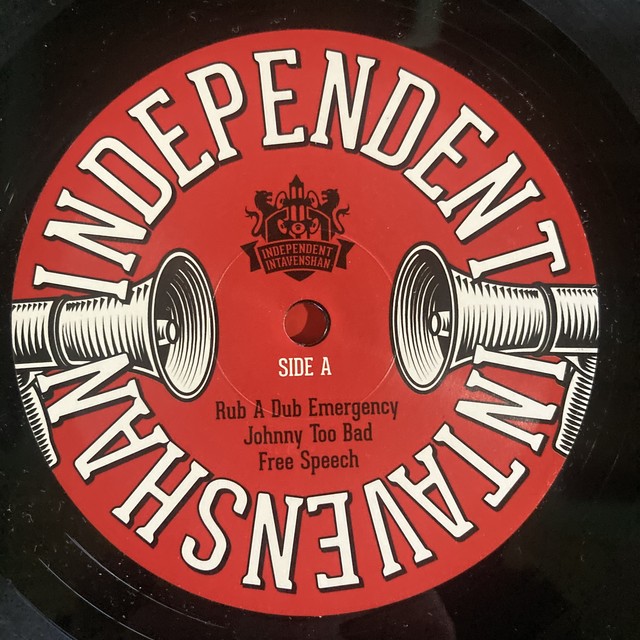 INDEPENDENT
INTAVENSHAN
INDEPENDENT
INTAVENSHAN
SIDE A
Rub A Dub Emergency
Johnny Too Bad
Free Speech